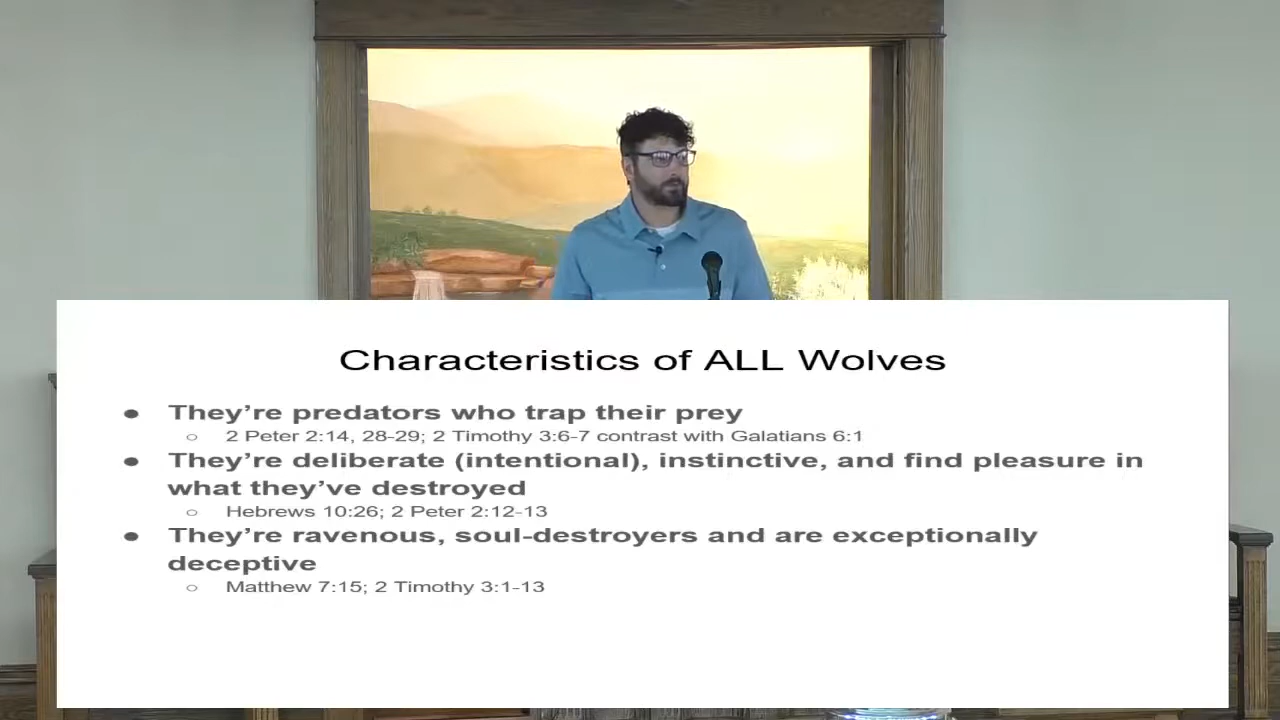 Characteristics of ALL Wolves
● They’re predators who trap their prey
○ 2 Peter 2:14, 28-29; 2 Timothy 3:6-7 contrast with Galatians 6:1
● They’re deliberate (intentional), instinctive, and find pleasure in
what they’ve destroyed
○ Hebrews 10:26; 2 Peter 2:12-13
● They’re ravenous, soul-destroyers and are exceptionally
deceptive
○ Matthew 7:15; 2 Timothy 3:1-13